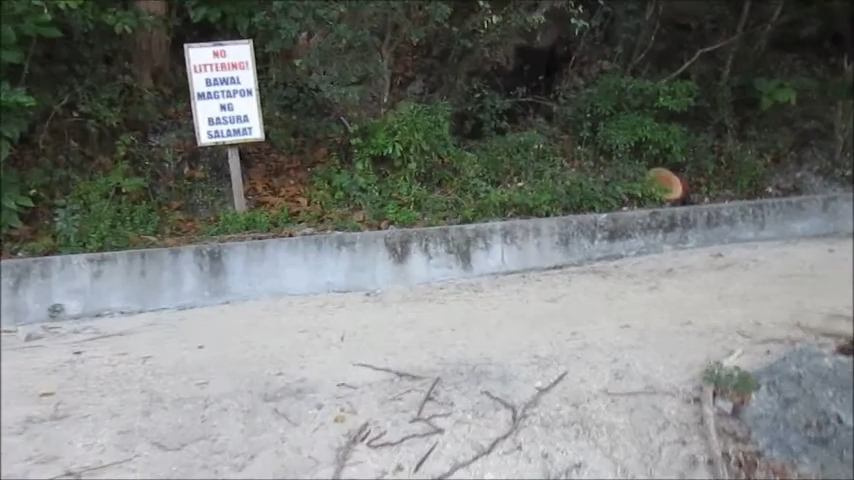 NO
LITTERING!
BAWAL
MAGTAPON
NG
BASURA
SALAMAT